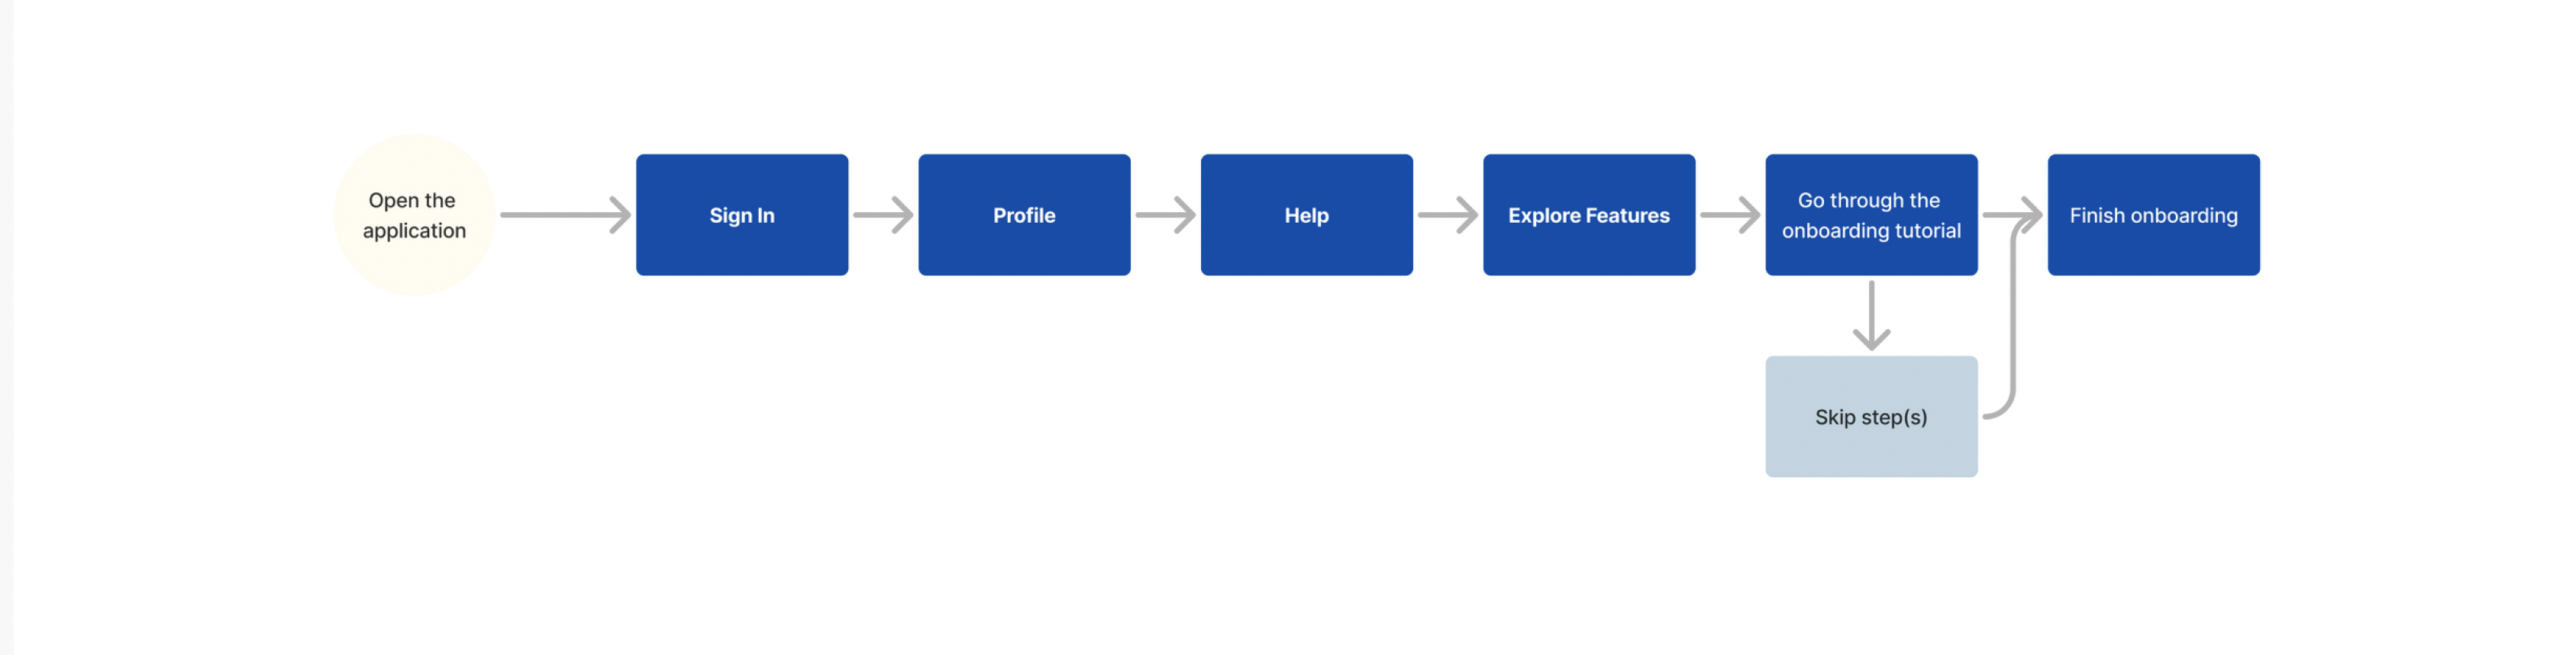 Open the
application
Sign In
Profile
Help
Explore Features
Go through the
onboarding tutorial
Finish onboarding
Skip step(s)